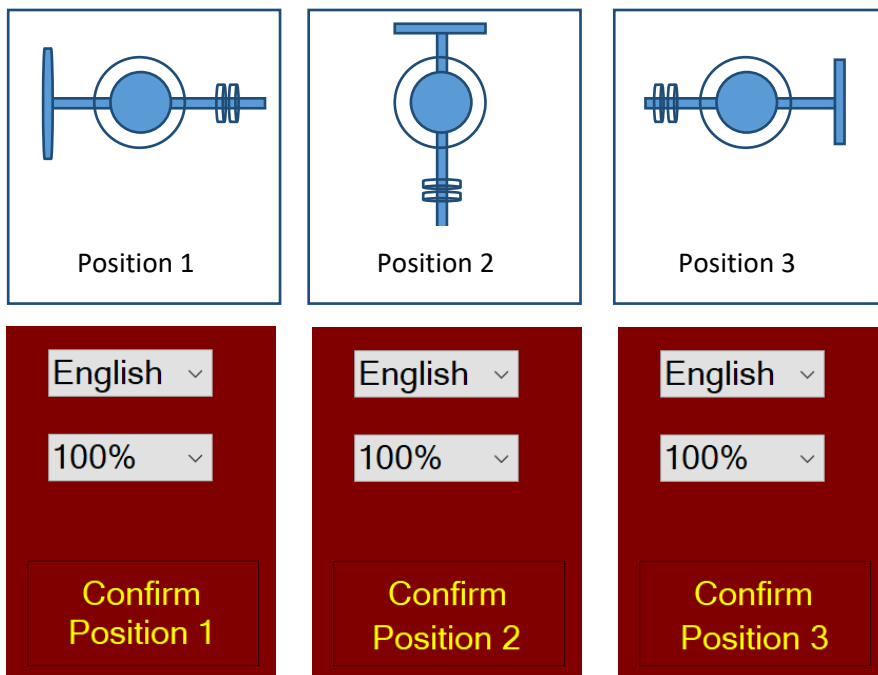 Position 1
Position 2
Position 3
English
English
English
100%
100%
100%
Confirm
Position 1
Confirm
Position 2
Confirm
Position 3